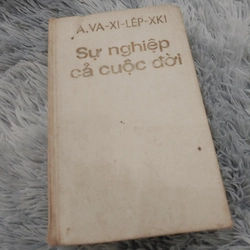 A.VA-XI-LÉP-XKI
Sự nghiệp
cả cuộc đời